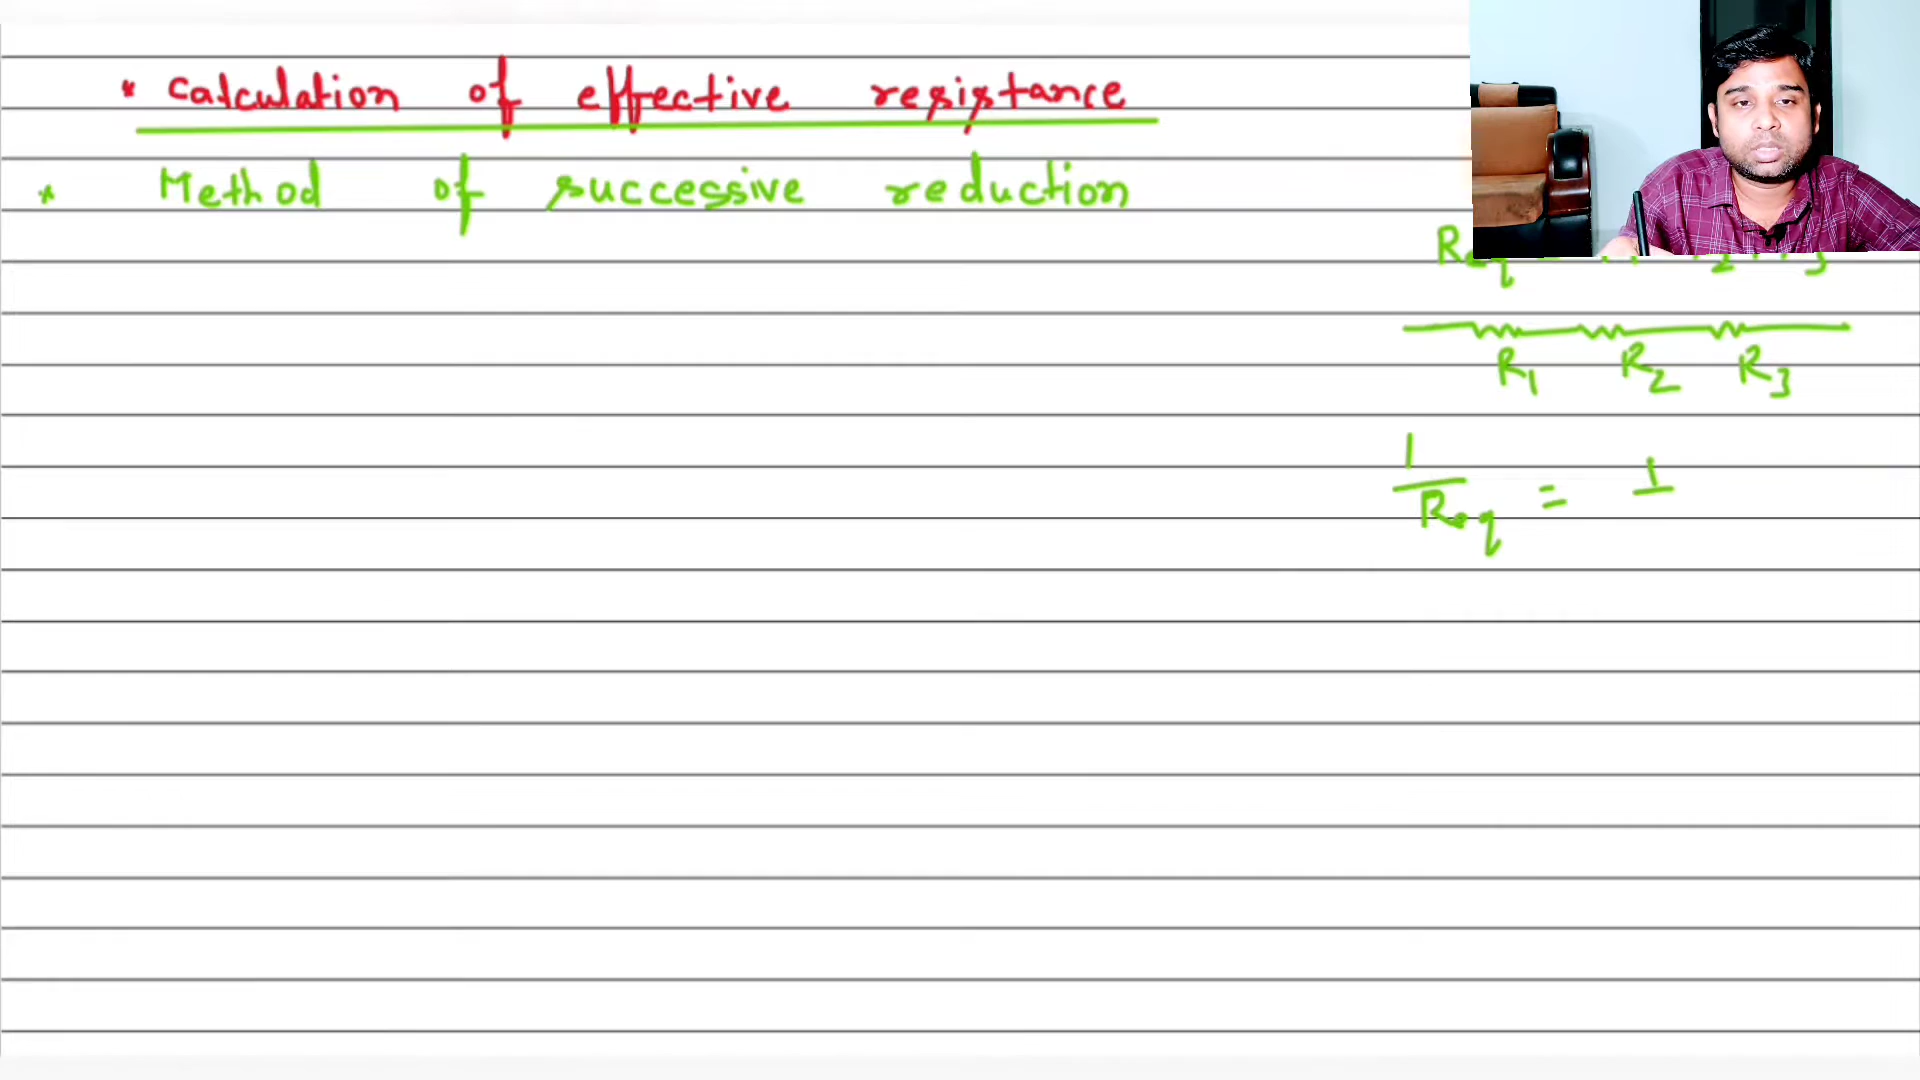 * Calculation of effective resistance
* Method of successive reduction
R1 R2 R3
1/Req = 1